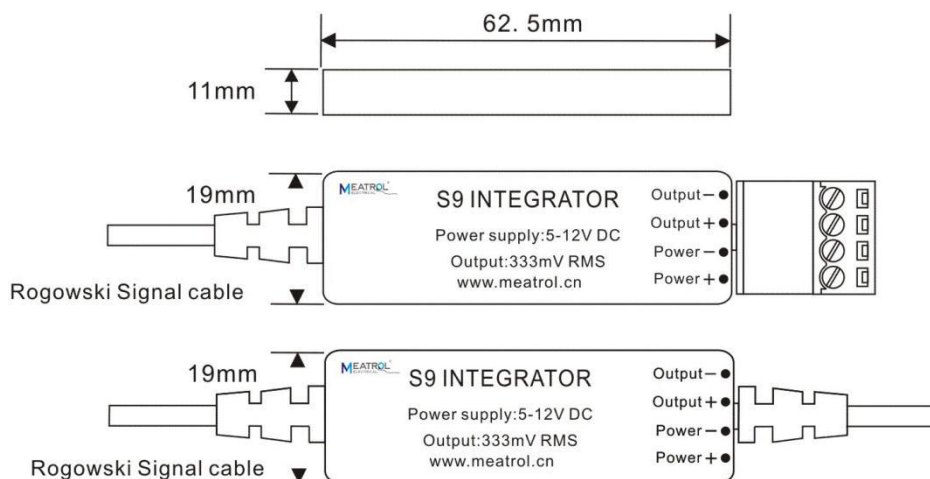 62. 5mm
11mm
19mm
MEATROL
ELECTRICAL
S9 INTEGRATOR
Power supply:5-12V DC
Output:333mV RMS
www.meatrol.cn
Output−
Output+
Power−
Power+
Rogowski Signal cable
19mm
MEATROL
ELECTRICAL
S9 INTEGRATOR
Power supply:5-12V DC
Output:333mV RMS
www.meatrol.cn
Output−
Output+
Power−
Power+
Rogowski Signal cable